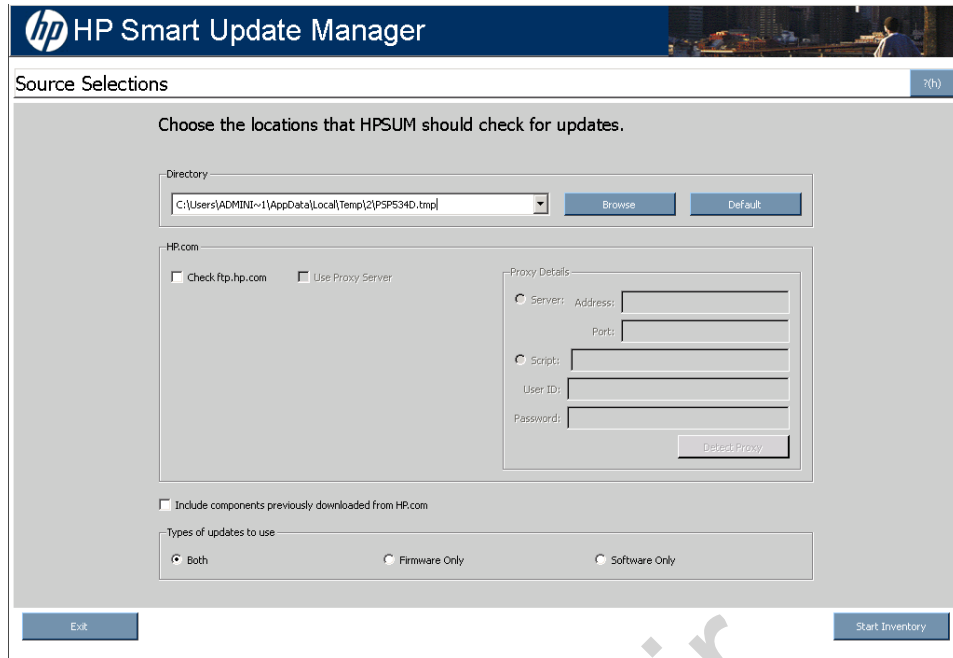 hp HP Smart Update Manager
Source Selections
?(h)
Choose the locations that HPSUM should check for updates.
Directory
C:\Users\ADMINI~1\AppData\Local\Temp\2\PSP534D.tmp
Browse
Default
HP.com
Check ftp.hp.com
Use Proxy Server
Proxy Details
Server:
Address:
Port:
Script:
User ID:
Password:
Detect Proxy
Include components previously downloaded from HP.com
Types of updates to use
Both
Firmware Only
Software Only
Exit
Start Inventory